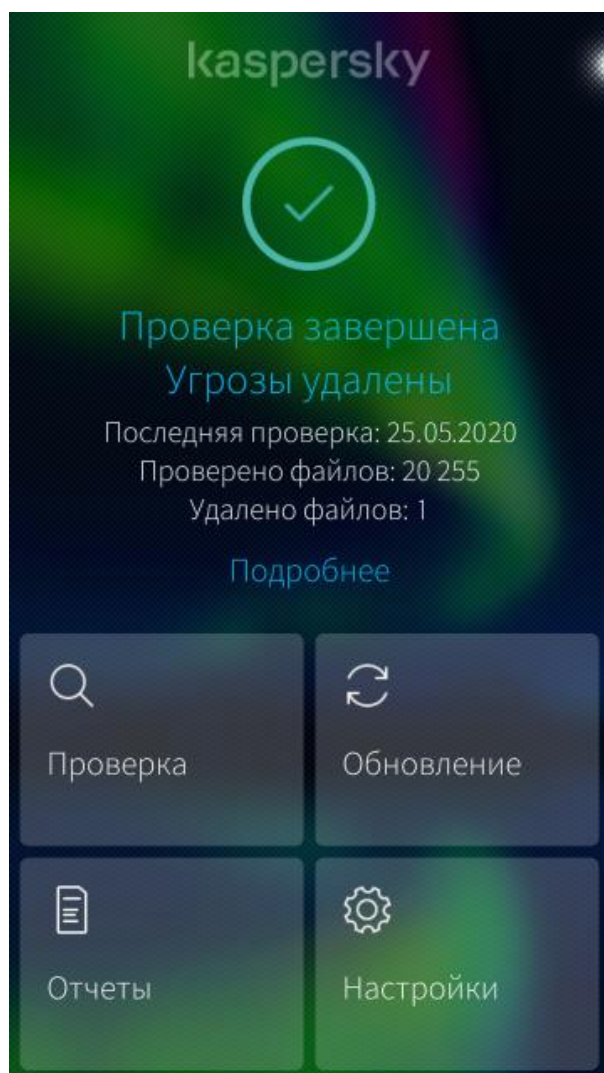 kaspersky
Проверка завершена
Угрозы удалены
Последняя проверка: 25.05.2020
Проверено файлов: 20 255
Удалено файлов: 1
Подробнее
Проверка
Обновление
Отчеты
Настройки